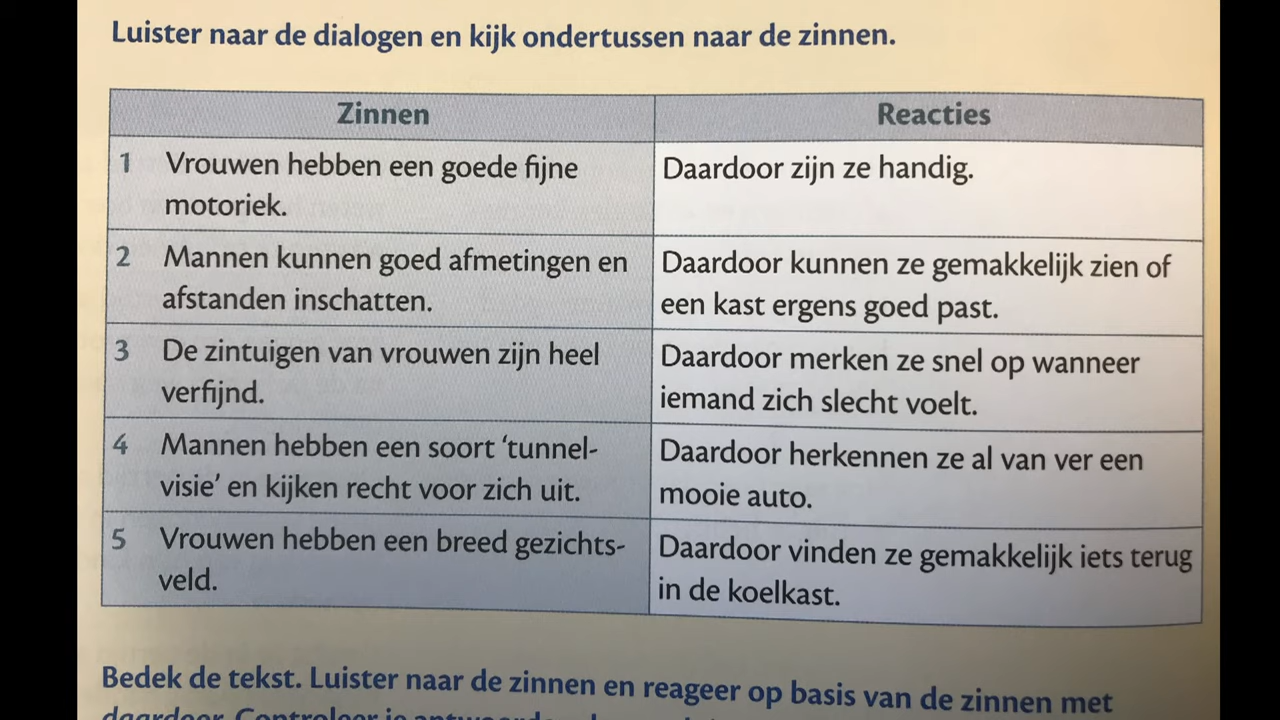 Luister naar de dialogen en kijk ondertussen naar de zinnen.
Zinnen
Reacties
1 Vrouwen hebben een goede fijne
motoriek.
Daardoor zijn ze handig.
2 Mannen kunnen goed afmetingen en
afstanden inschatten.
Daardoor kunnen ze gemakkelijk zien of
een kast ergens goed past.
3 De zintuigen van vrouwen zijn heel
verfijnd.
Daardoor merken ze snel op wanneer
iemand zich slecht voelt.
4 Mannen hebben een soort ‘tunnel-
visie’ en kijken recht voor zich uit.
Daardoor herkennen ze al van ver een
mooie auto.
5 Vrouwen hebben een breed gezichts-
veld.
Daardoor vinden ze gemakkelijk iets terug
in de koelkast.
Bedek de tekst. Luister naar de zinnen en reageer op basis van de zinnen met
daardoor. Controleer je